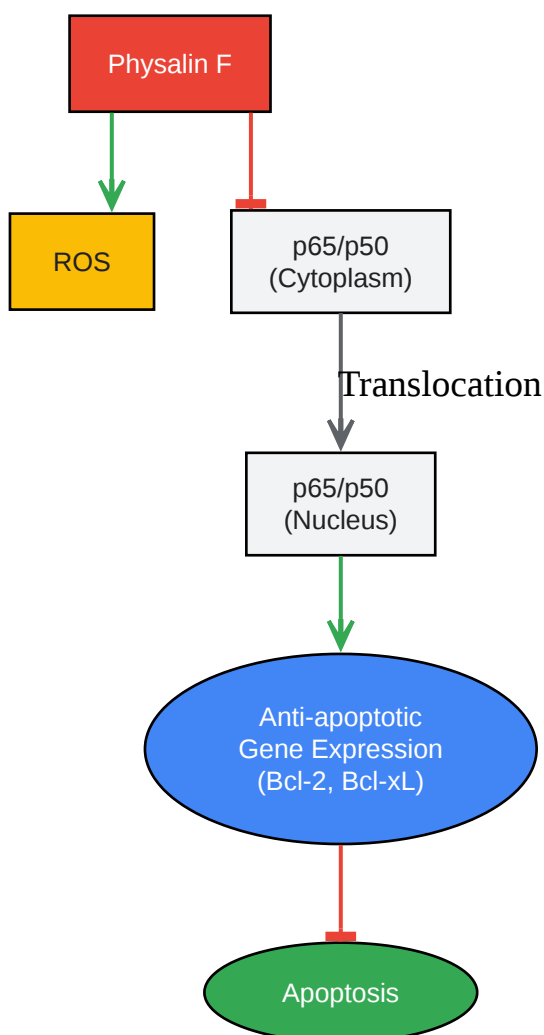 Physalin F
ROS
p65/p50
(Cytoplasm)
Translocation
p65/p50
(Nucleus)
Anti-apoptotic
Gene Expression
(Bcl-2, Bcl-xL)
Apoptosis